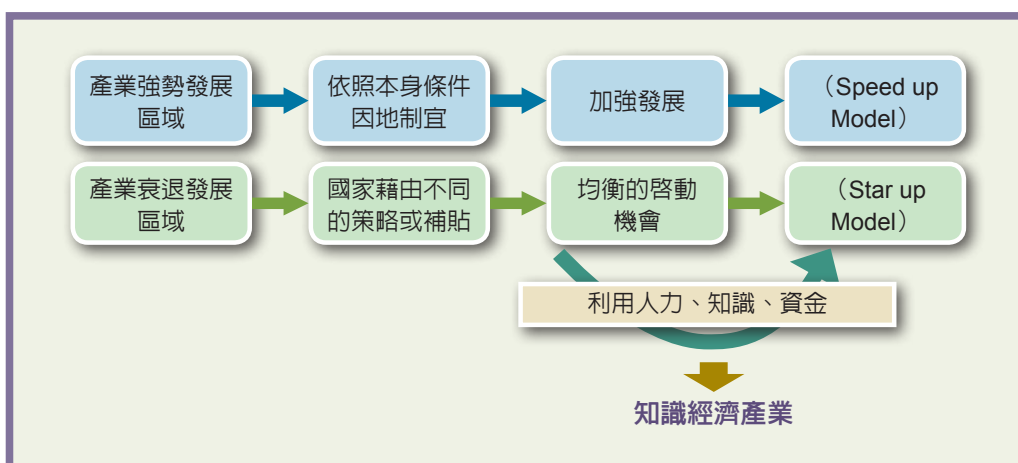 產業強勢發展
區域
依照本身條件
因地制宜
加強發展
（Speed up
Model）
產業衰退發展
區域
國家藉由不同
的策略或補貼
均衡的啓動
機會
（Star up
Model）
利用人力、知識、資金
知識經濟產業